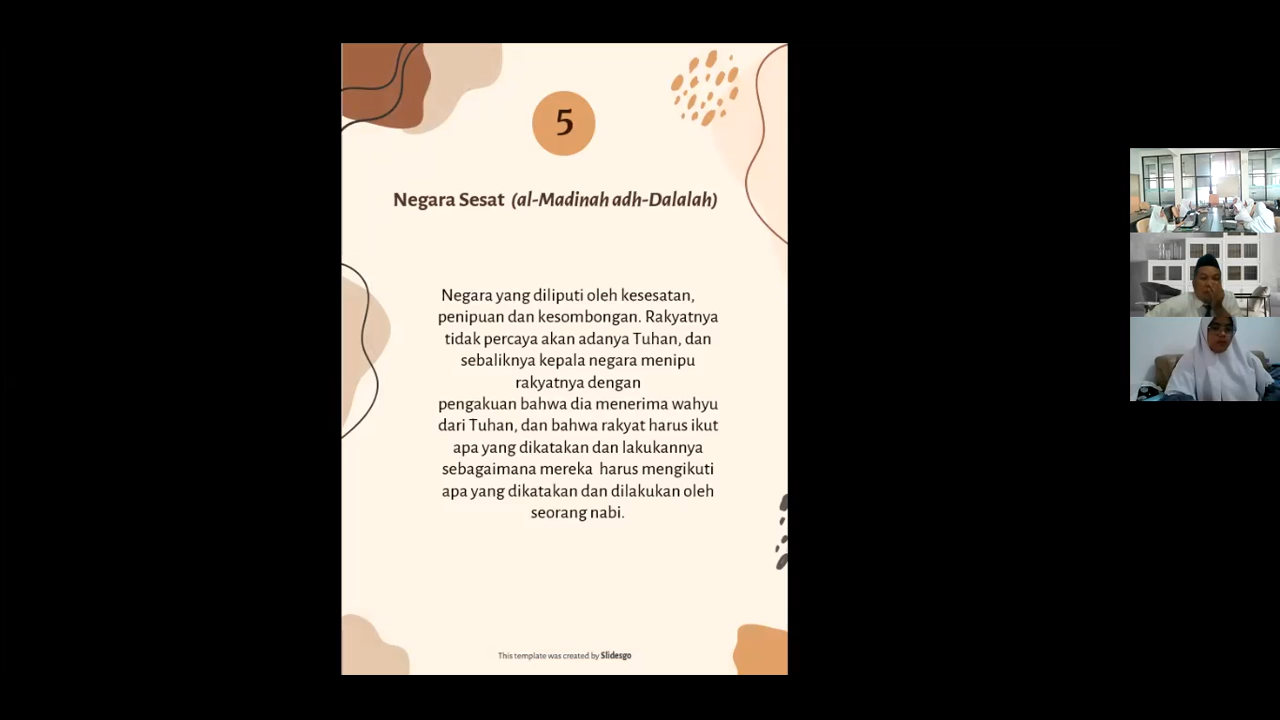 5
Negara Sesat (al-Madinah adh-Dalalah)
Negara yang diliputi oleh kesesatan,
penipuan dan kesombongan. Rakyatnya
tidak percaya akan adanya Tuhan, dan
sebaliknya kepala negara menipu
rakyatnya dengan
pengakuan bahwa dia menerima wahyu
dari Tuhan, dan bahwa rakyat harus ikut
apa yang dikatakan dan lakukannya
sebagaimana mereka harus mengikuti
apa yang dikatakan dan dilakukan oleh
seorang nabi.
This template was created by Slidesgo